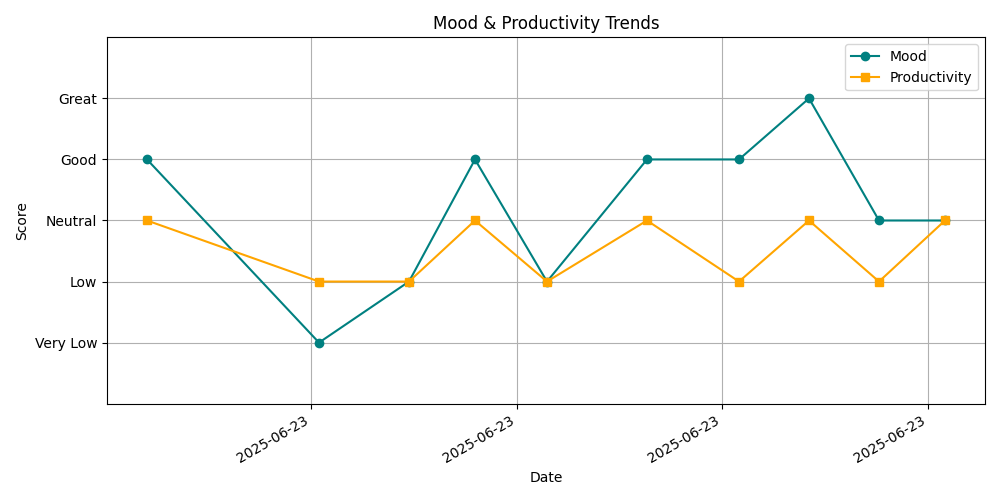 Mood & Productivity Trends
Mood
Productivity
Great
Good
Neutral
Low
Very Low
Score
2025-06-23
2025-06-23
2025-06-23
2025-06-23
Date